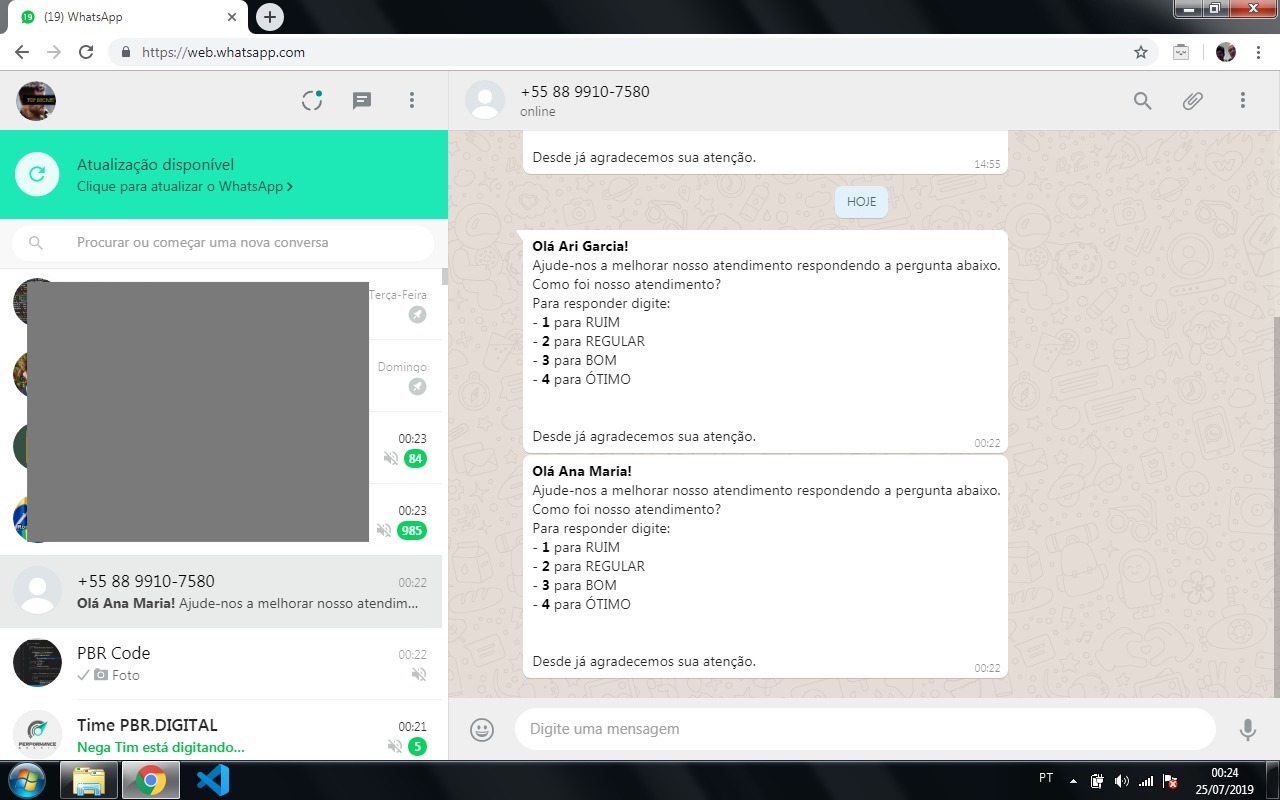 (19) WhatsApp
https://web.whatsapp.com
Atualização disponível
Clique para atualizar o WhatsApp
Procurar ou começar uma nova conversa
Terça-Feira
Domingo
00:23
84
00:23
985
+55 88 9910-7580
00:22
Olá Ana Maria! Ajude-nos a melhorar nosso atendim...
PBR Code
00:22
Foto
Time PBR.DIGITAL
00:21
Nega Tim está digitando...
5
+55 88 9910-7580
online
Desde já agradecemos sua atenção.
14:55
HOJE
Olá Ari Garcia!
Ajude-nos a melhorar nosso atendimento respondendo a pergunta abaixo.
Como foi nosso atendimento?
Para responder digite:
- 1 para RUIM
- 2 para REGULAR
- 3 para BOM
- 4 para ÓTIMO
Desde já agradecemos sua atenção.
00:22
Olá Ana Maria!
Ajude-nos a melhorar nosso atendimento respondendo a pergunta abaixo.
Como foi nosso atendimento?
Para responder digite:
- 1 para RUIM
- 2 para REGULAR
- 3 para BOM
- 4 para ÓTIMO
Desde já agradecemos sua atenção.
00:22
Digite uma mensagem
PT
00:24
25/07/2019